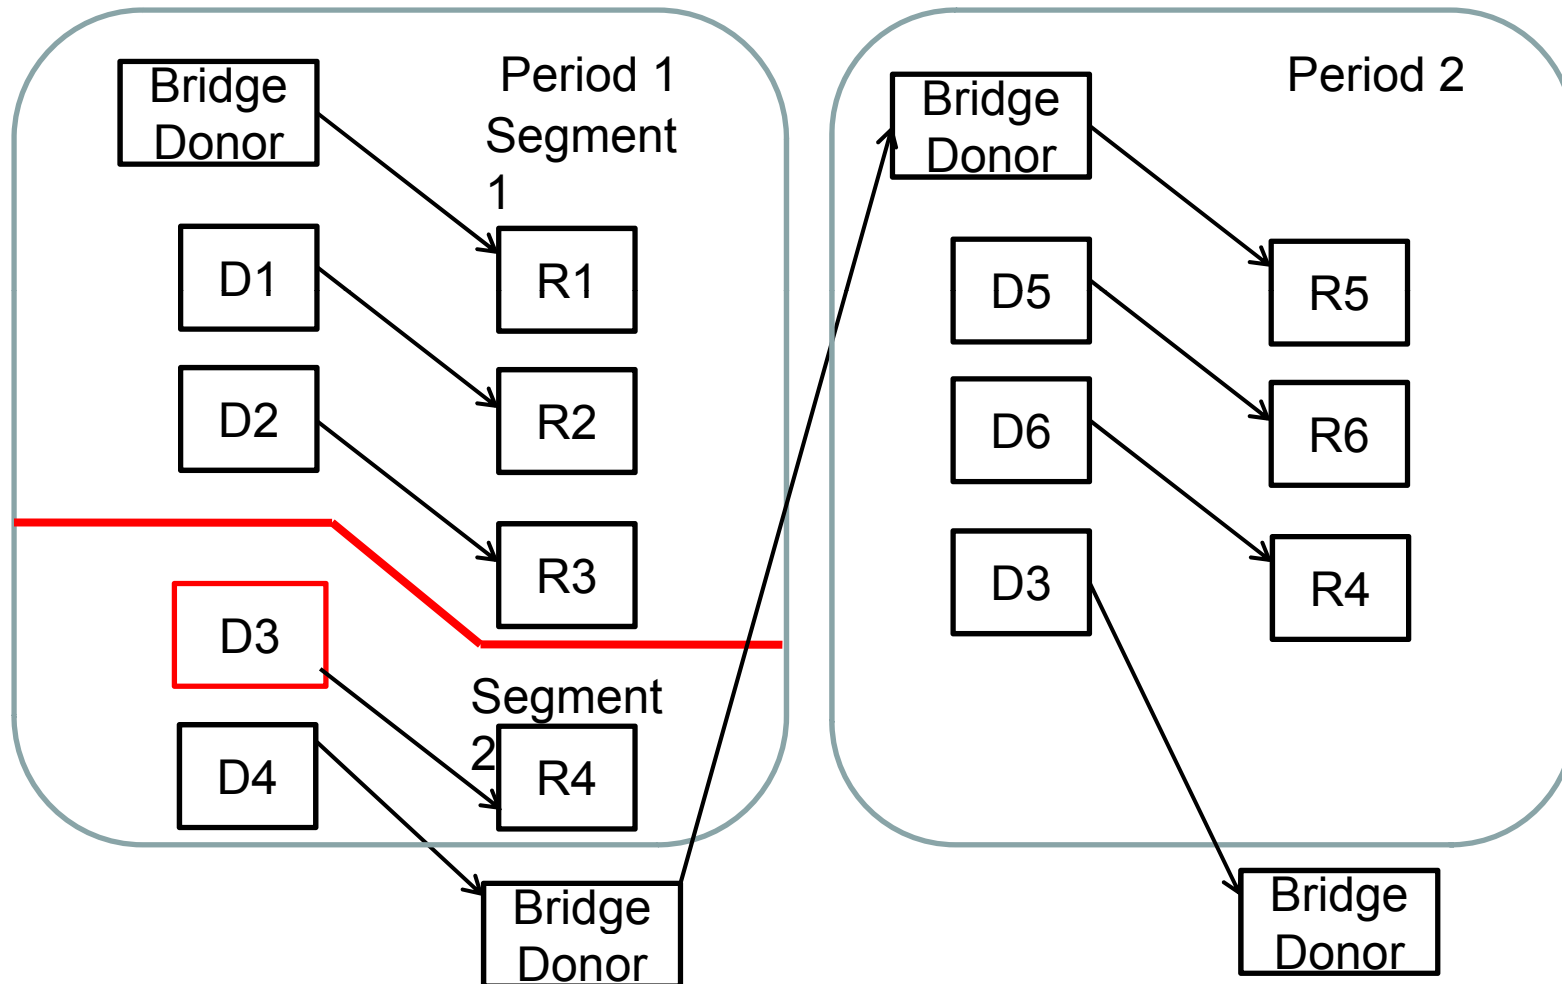 Bridge
Donor
Period 1
Segment
1
D1
R1
D2
R2
R3
D3
Segment
2
D4
R4
Bridge
Donor
Bridge
Donor
Period 2
D5
R5
D6
R6
D3
R4
Bridge
Donor